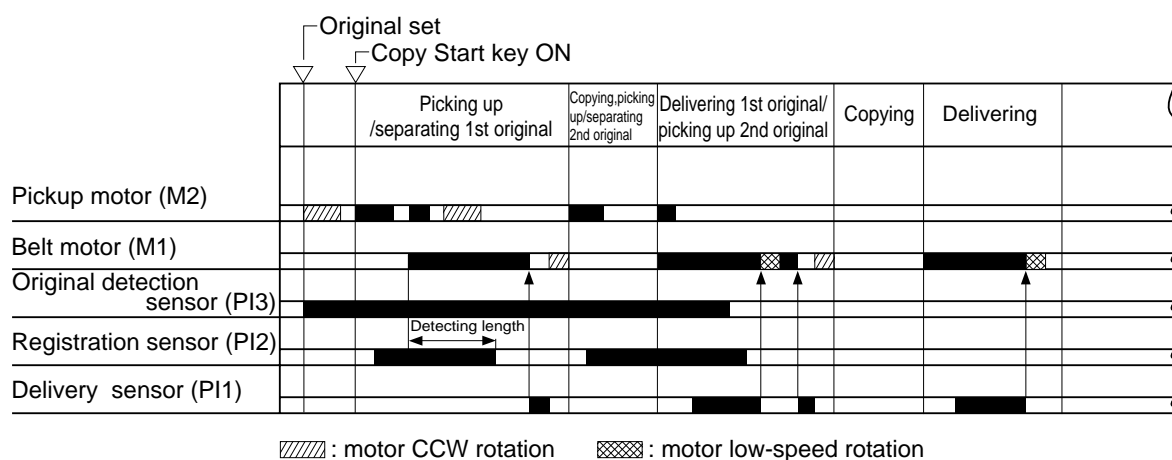 Original set
Copy Start key ON
Picking up
/separating 1st original
Copying,picking
up/separating
2nd original
Delivering 1st original/
picking up 2nd original
Copying
Delivering
Pickup motor (M2)
Belt motor (M1)
Original detection
sensor (PI3)
Detecting length
Registration sensor (PI2)
Delivery sensor (PI1)
: motor CCW rotation
: motor low-speed rotation